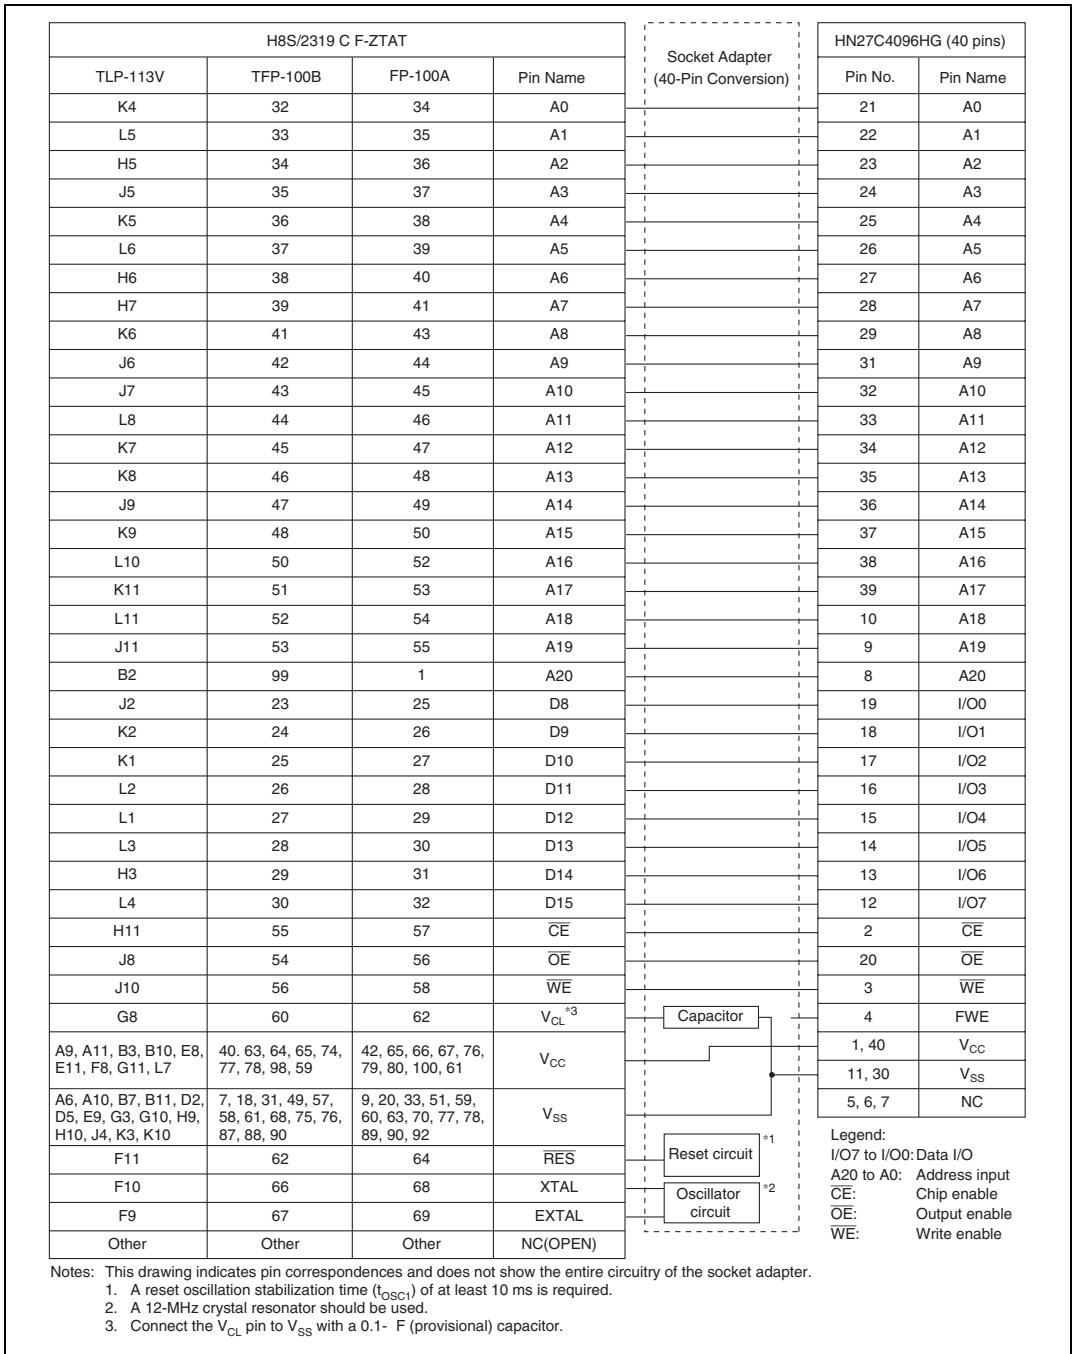 H8S/2319 C F-ZTAT
Socket Adapter
(40-Pin Conversion)
HN27C4096HG (40 pins)
TLP-113V TFP-100B FP-100A Pin Name Pin No. Pin Name
K4 32 34 A0 21 A0
L5 33 35 A1 22 A1
H5 34 36 A2 23 A2
J5 35 37 A3 24 A3
K5 36 38 A4 25 A4
L6 37 39 A5 26 A5
H6 38 40 A6 27 A6
H7 39 41 A7 28 A7
K6 41 43 A8 29 A8
J6 42 44 A9 31 A9
J7 43 45 A10 32 A10
L8 44 46 A11 33 A11
K7 45 47 A12 34 A12
K8 46 48 A13 35 A13
J9 47 49 A14 36 A14
K9 48 50 A15 37 A15
L10 50 52 A16 38 A16
K11 51 53 A17 39 A17
L11 52 54 A18 10 A18
J11 53 55 A19 9 A19
B2 99 1 A20 8 A20
J2 23 25 D8 19 I/O0
K2 24 26 D9 18 I/O1
K1 25 27 D10 17 I/O2
L2 26 28 D11 16 I/O3
L1 27 29 D12 15 I/O4
L3 28 30 D13 14 I/O5
H3 29 31 D14 13 I/O6
L4 30 32 D15 12 I/O7
H11 55 57 C̅E̅ 2 C̅E̅
J8 54 56 O̅E̅ 20 O̅E̅
J10 56 58 W̅E̅ 3 W̅E̅
G8 60 62 VCL*3 Capacitor 4 FWE
A9, A11, B3, B10, E8, E11, F8, G11, L7
40. 63, 64, 65, 74, 77, 78, 98, 59
42, 65, 66, 67, 76, 79, 80, 100, 61
VCC
1, 40 VCC
11, 30 VSS
A6, A10, B7, B11, D2, D5, E9, G3, G10, H9, H10, J4, K3, K10
7, 18, 31, 49, 57, 58, 61, 68, 75, 76, 87, 88, 90
9, 20, 33, 51, 59, 60, 63, 70, 77, 78, 89, 90, 92
VSS
5, 6, 7 NC
F11 62 64 R̅E̅S̅ Reset circuit *1
F10 66 68 XTAL Oscillator circuit *2
F9 67 69 EXTAL
Other Other Other NC(OPEN)
Legend:
I/O7 to I/O0: Data I/O
A20 to A0: Address input
C̅E̅: Chip enable
O̅E̅: Output enable
W̅E̅: Write enable
Notes: This drawing indicates pin correspondences and does not show the entire circuitry of the socket adapter.
1. A reset oscillation stabilization time (tOSC1) of at least 10 ms is required.
2. A 12-MHz crystal resonator should be used.
3. Connect the VCL pin to VSS with a 0.1- F (provisional) capacitor.